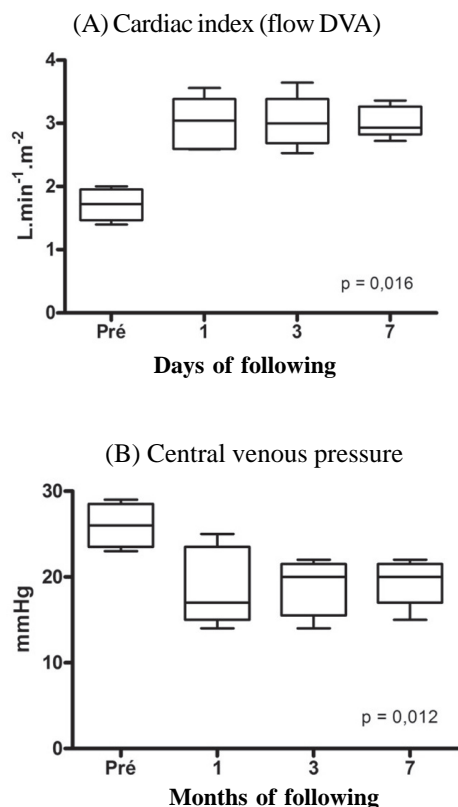 (A) Cardiac index (flow DVA)
4
3
2
1
0
L.min⁻¹.m⁻²
p = 0,016
Pré 1 3 7
Days of following
(B) Central venous pressure
30
20
10
0
mmHg
p = 0,012
Pré 1 3 7
Months of following